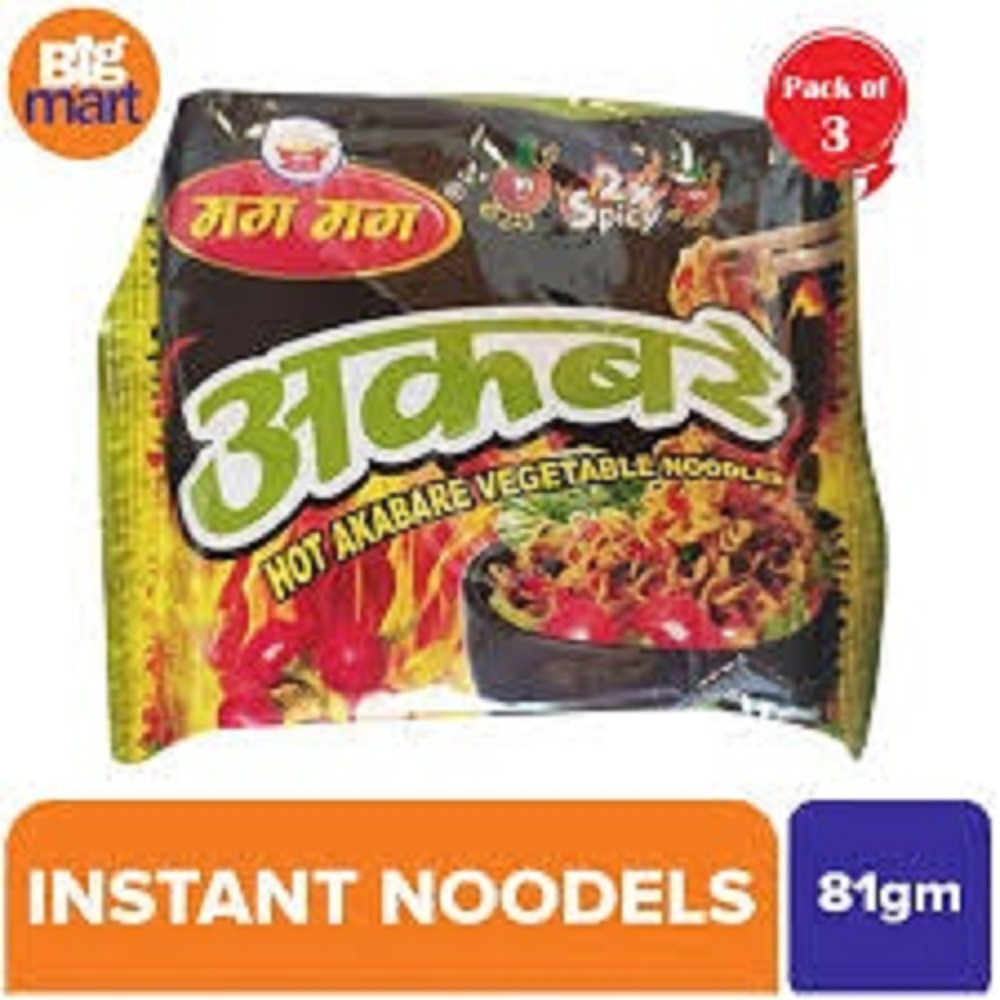 Big
mart
Pack of
3
मग मग
2x
Spicy
अकबरे
HOT AKABARE VEGETABLE NOODLES
INSTANT NOODELS
81gm